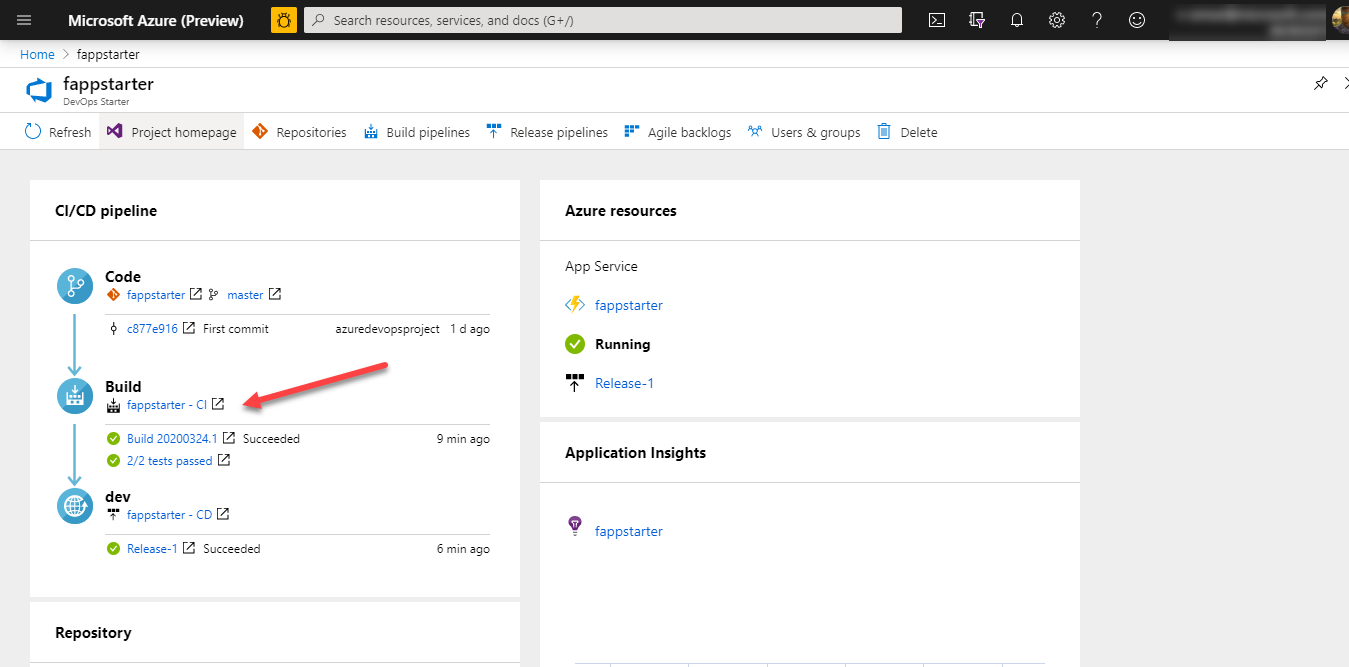 Microsoft Azure (Preview)
Search resources, services, and docs (G+/)
Home > fappstarter
fappstarter
DevOps Starter
Refresh Project homepage Repositories Build pipelines Release pipelines Agile backlogs Users & groups Delete
CI/CD pipeline
Code
fappstarter master
c877e916 First commit azuredevopsproject 1 d ago
Build
fappstarter - CI
Build 20200324.1 Succeeded 9 min ago
2/2 tests passed
dev
fappstarter - CD
Release-1 Succeeded 6 min ago
Repository
Azure resources
App Service
fappstarter
Running
Release-1
Application Insights
fappstarter